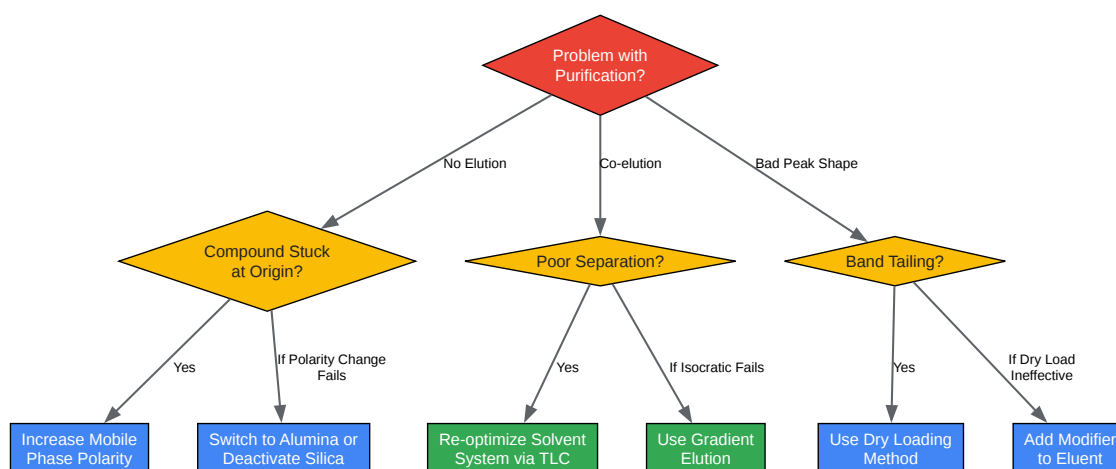 Problem with
Purification?
No Elution
Co-elution
Bad Peak Shape
Compound Stuck
at Origin?
Poor Separation?
Band Tailing?
Yes
If Polarity Change
Fails
Yes
If Isocratic Fails
Yes
If Dry Load
Ineffective
Increase Mobile
Phase Polarity
Switch to Alumina or
Deactivate Silica
Re-optimize Solvent
System via TLC
Use Gradient
Elution
Use Dry Loading
Method
Add Modifier
to Eluent